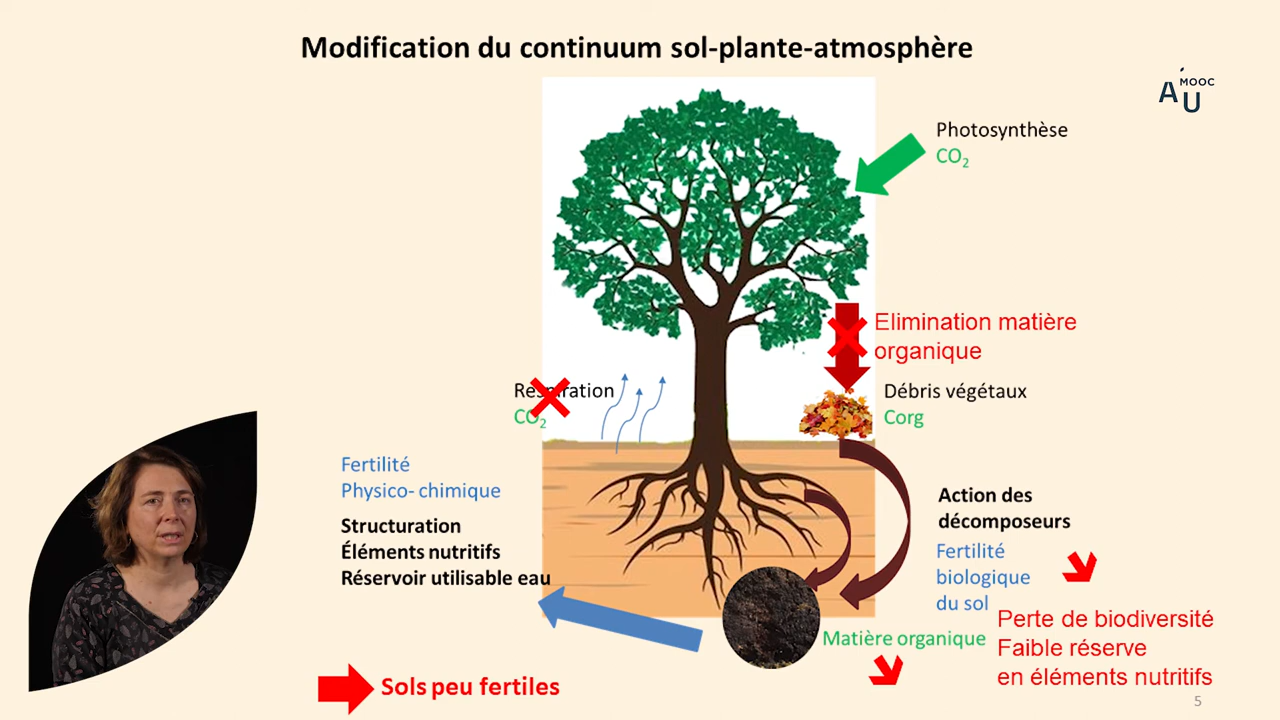 Modification du continuum sol-plante-atmosphère
MOOC
AU
Photosynthèse
CO₂
Elimination matière
organique
Respiration
CO₂
Débris végétaux
Corg
Fertilité
Physico- chimique
Structuration
Éléments nutritifs
Réservoir utilisable eau
Action des
décomposeurs
Fertilité
biologique
du sol
Matière organique
Perte de biodiversité
Faible réserve
en éléments nutritifs
Sols peu fertiles
5